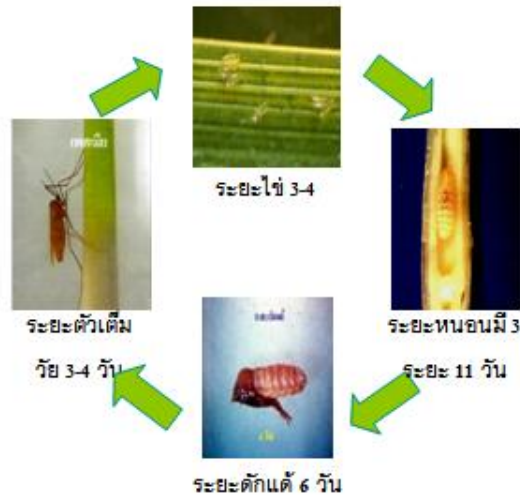 ระยะไข่ 3-4
ระยะหนอนมี 3
ระยะ 11 วัน
ระยะดักแด้ 6 วัน
ระยะตัวเต็ม
วัย 3-4 วัน